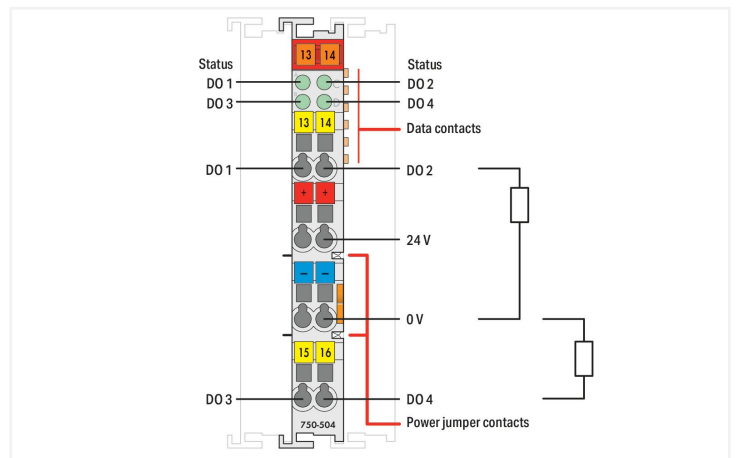 13 14
Status
Status
DO 1
DO 2
DO 3
DO 4
13 14
Data contacts
DO 1
DO 2
+ +
24 V
– –
0 V
15 16
DO 3
DO 4
750-504
Power jumper contacts